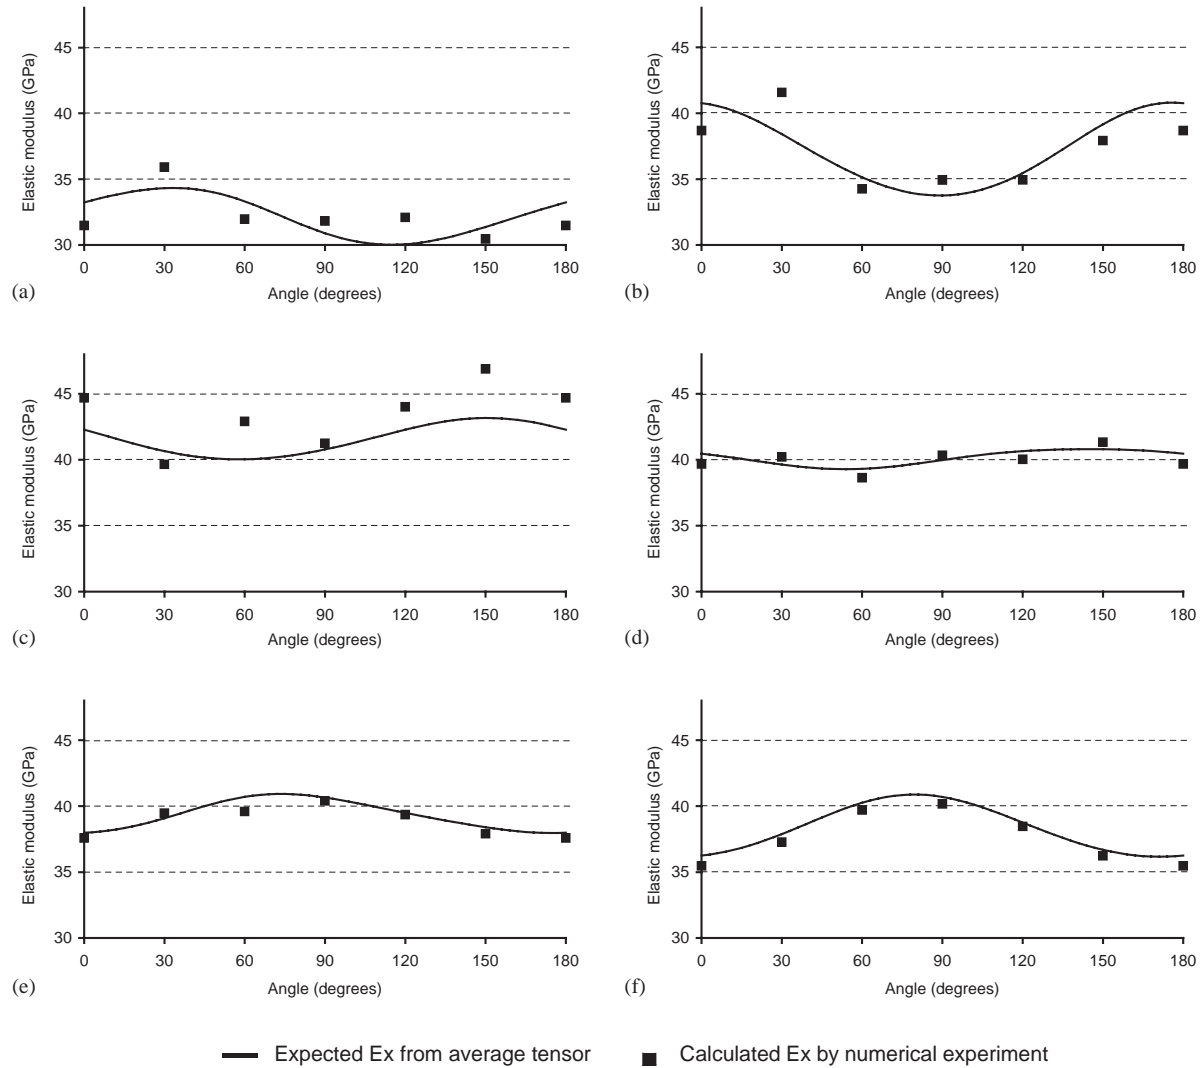 Elastic modulus (GPa)
45
40
35
30
0 30 60 90 120 150 180
(a)
Angle (degrees)
Elastic modulus (GPa)
45
40
35
30
0 30 60 90 120 150 180
(b)
Angle (degrees)
Elastic modulus (GPa)
45
40
35
30
0 30 60 90 120 150 180
(c)
Angle (degrees)
Elastic modulus (GPa)
45
40
35
30
0 30 60 90 120 150 180
(d)
Angle (degrees)
Elastic modulus (GPa)
45
40
35
30
0 30 60 90 120 150 180
(e)
Angle (degrees)
Elastic modulus (GPa)
45
40
35
30
0 30 60 90 120 150 180
(f)
Angle (degrees)
Expected Ex from average tensor
Calculated Ex by numerical experiment